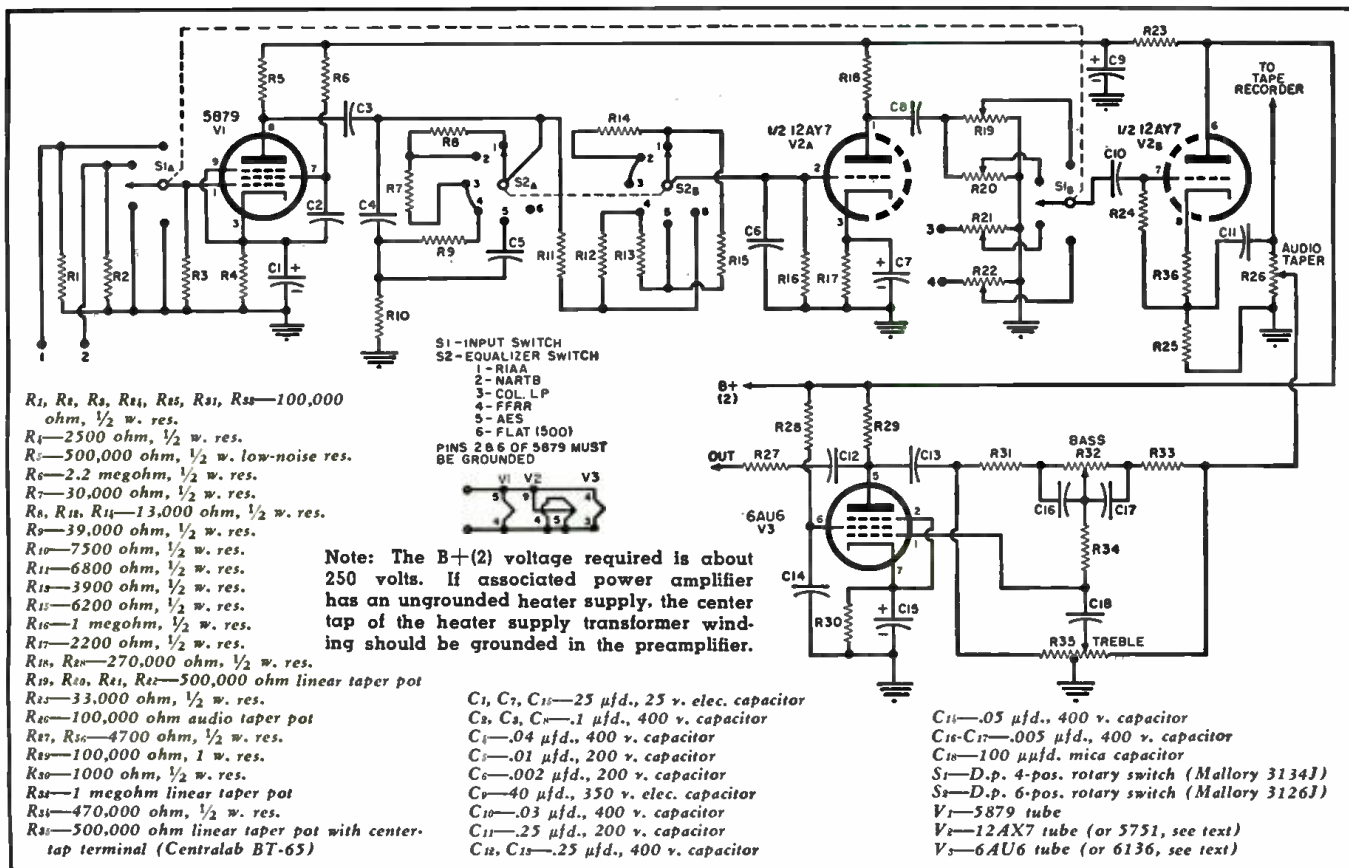 R5
R6
R18
R23
C9
TO
TAPE
RECORDER
5879
V1
C3
R8
R14
1/2 12AY7
V2A
C8
R19
1/2 12AY7
V2B
S1A
R7
S2A
S2B
R20
S1B
C10
R24
C11
AUDIO
TAPER
R1
R2
R3
R4
C1
C2
C4
R9
C5
R11
R12
R13
R15
C6
R16
R17
C7
R21
R22
R36
R26
R10
R25
1
2
S1-INPUT SWITCH
S2-EQUALIZER SWITCH
1-RIAA
2-NARTB
3-COL. LP
4-FFRR
5-AES
6-FLAT (500)
PINS 2&6 OF 5879 MUST
BE GROUNDED
V1 V2 V3
B+
(2)
R28
R29
BASS
OUT
R27
C12
C13
R31
R32
R33
C16
C17
6AU6
V3
R34
C14
R30
C15
C18
R35
TREBLE
Note: The B+(2) voltage required is about
250 volts. If associated power amplifier
has an ungrounded heater supply, the center
tap of the heater supply transformer wind-
ing should be grounded in the preamplifier.
ohm, 1/2 w. res.
R4—2500 ohm, 1/2 w. res.
R5—500,000 ohm, 1/2 w. low-noise res.
R6—2.2 megohm, 1/2 w. res.
R7—30,000 ohm, 1/2 w. res.
R8, R12, R14—13,000 ohm, 1/2 w. res.
R9—39,000 ohm, 1/2 w. res.
R10—7500 ohm, 1/2 w. res.
R11—6800 ohm, 1/2 w. res.
R13—3900 ohm, 1/2 w. res.
R15—6200 ohm, 1/2 w. res.
R16—1 megohm, 1/2 w. res.
R17—2200 ohm, 1/2 w. res.
R18, R28—270,000 ohm, 1/2 w. res.
R19, R20, R21, R22—500,000 ohm linear taper pot
R25—33,000 ohm, 1/2 w. res.
R26—100,000 ohm audio taper pot
R27, R36—4700 ohm, 1/2 w. res.
R29—100,000 ohm, 1 w. res.
R30—1000 ohm, 1/2 w. res.
R32—1 megohm linear taper pot
R34—470,000 ohm, 1/2 w. res.
R35—500,000 ohm linear taper pot with center-
tap terminal (Centralab BT-65)
C1, C7, C15—25 µfd., 25 v. elec. capacitor
C2, C3, C8—.1 µfd., 400 v. capacitor
C4—.04 µfd., 400 v. capacitor
C5—.01 µfd., 200 v. capacitor
C6—.002 µfd., 200 v. capacitor
C9—40 µfd., 350 v. elec. capacitor
C10—.03 µfd., 400 v. capacitor
C11—.25 µfd., 200 v. capacitor
C12, C13—.25 µfd., 400 v. capacitor
C14—.05 µfd., 400 v. capacitor
C16-C17—.005 µfd., 400 v. capacitor
C18—100 µµfd. mica capacitor
S1—D.p. 4-pos. rotary switch (Mallory 3134J)
S2—D.p. 6-pos. rotary switch (Mallory 3126J)
V1—5879 tube
V2—12AX7 tube (or 5751, see text)
V3—6AU6 tube (or 6136, see text)